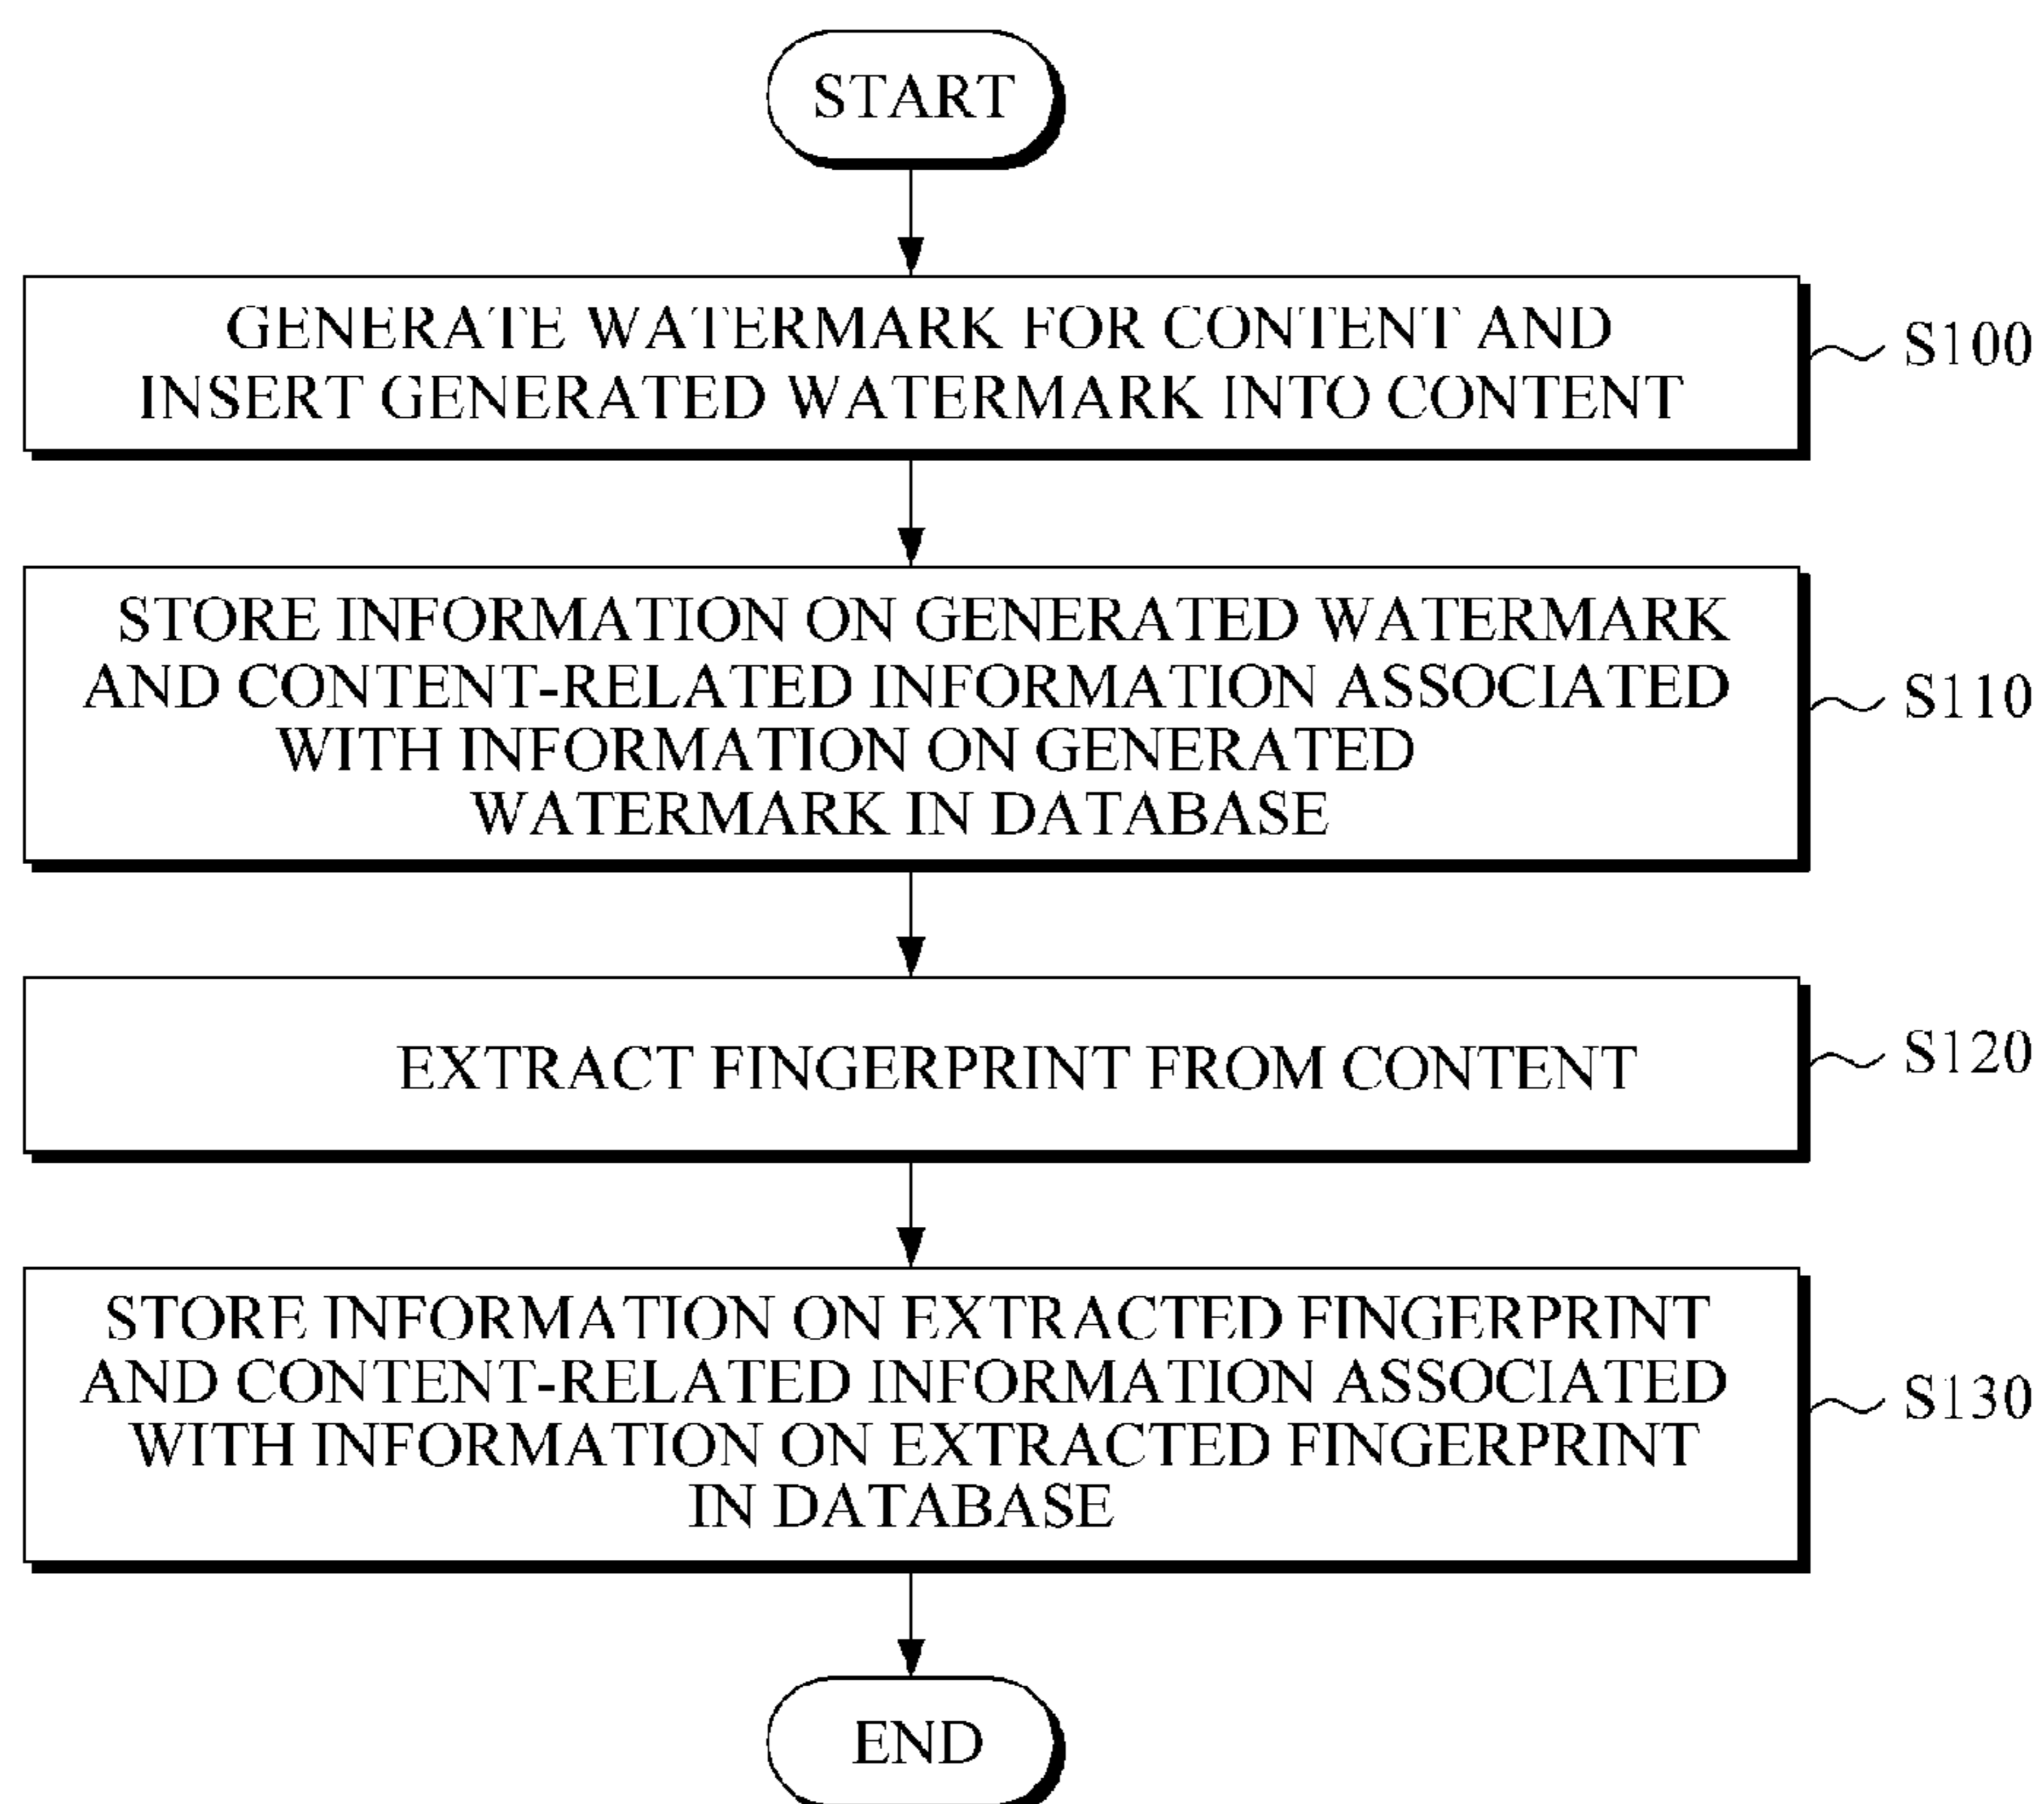 START
GENERATE WATERMARK FOR CONTENT AND
INSERT GENERATED WATERMARK INTO CONTENT
S100
STORE INFORMATION ON GENERATED WATERMARK
AND CONTENT-RELATED INFORMATION ASSOCIATED
WITH INFORMATION ON GENERATED
WATERMARK IN DATABASE
S110
EXTRACT FINGERPRINT FROM CONTENT
S120
STORE INFORMATION ON EXTRACTED FINGERPRINT
AND CONTENT-RELATED INFORMATION ASSOCIATED
WITH INFORMATION ON EXTRACTED FINGERPRINT
IN DATABASE
S130
END